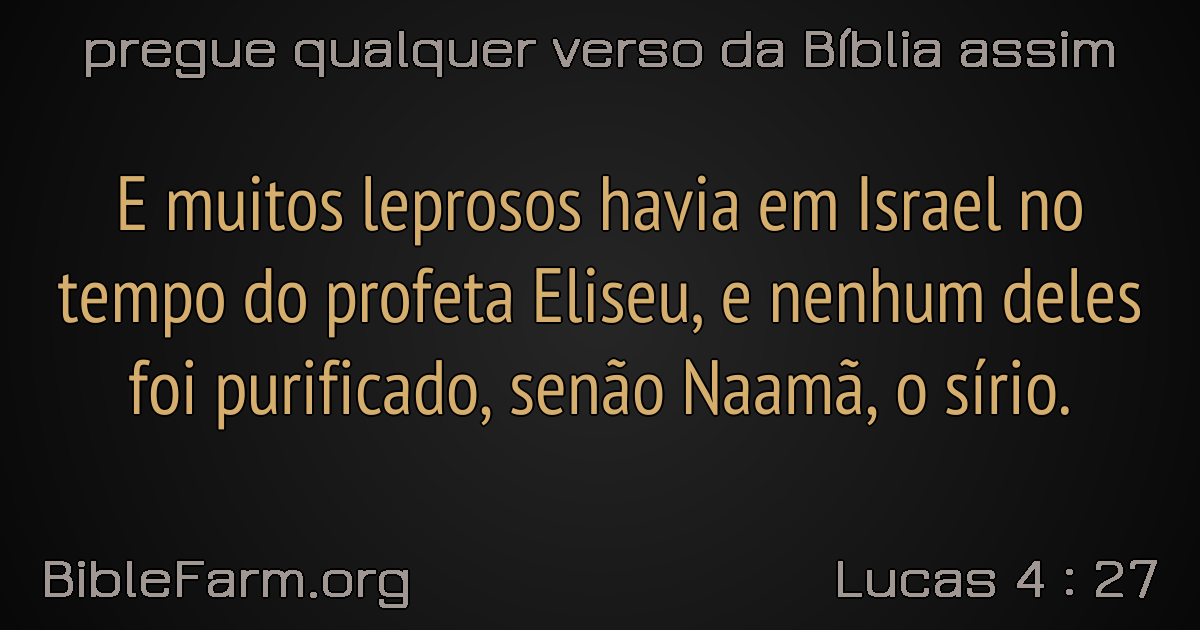 pregue qualquer verso da Bíblia assim
E muitos leprosos havia em Israel no
tempo do profeta Eliseu, e nenhum deles
foi purificado, senão Naamã, o sírio.
BibleFarm.org
Lucas 4 : 27